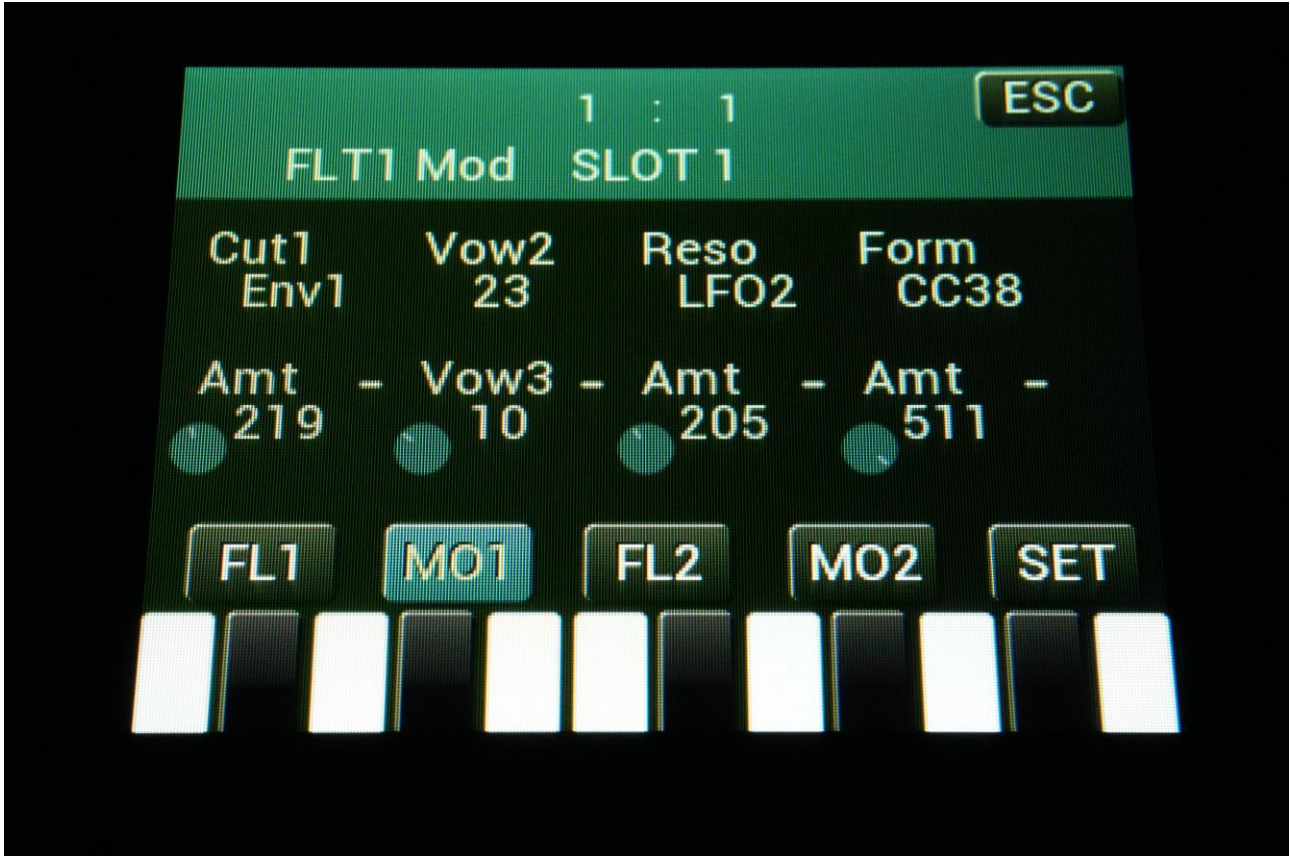 1 : 1 ESC
FLT1 Mod SLOT 1
Cut1 Vow2 Reso Form
Env1 23 LFO2 CC38
Amt - Vow3 - Amt - Amt -
219 10 205 511
FL1 MO1 FL2 MO2 SET